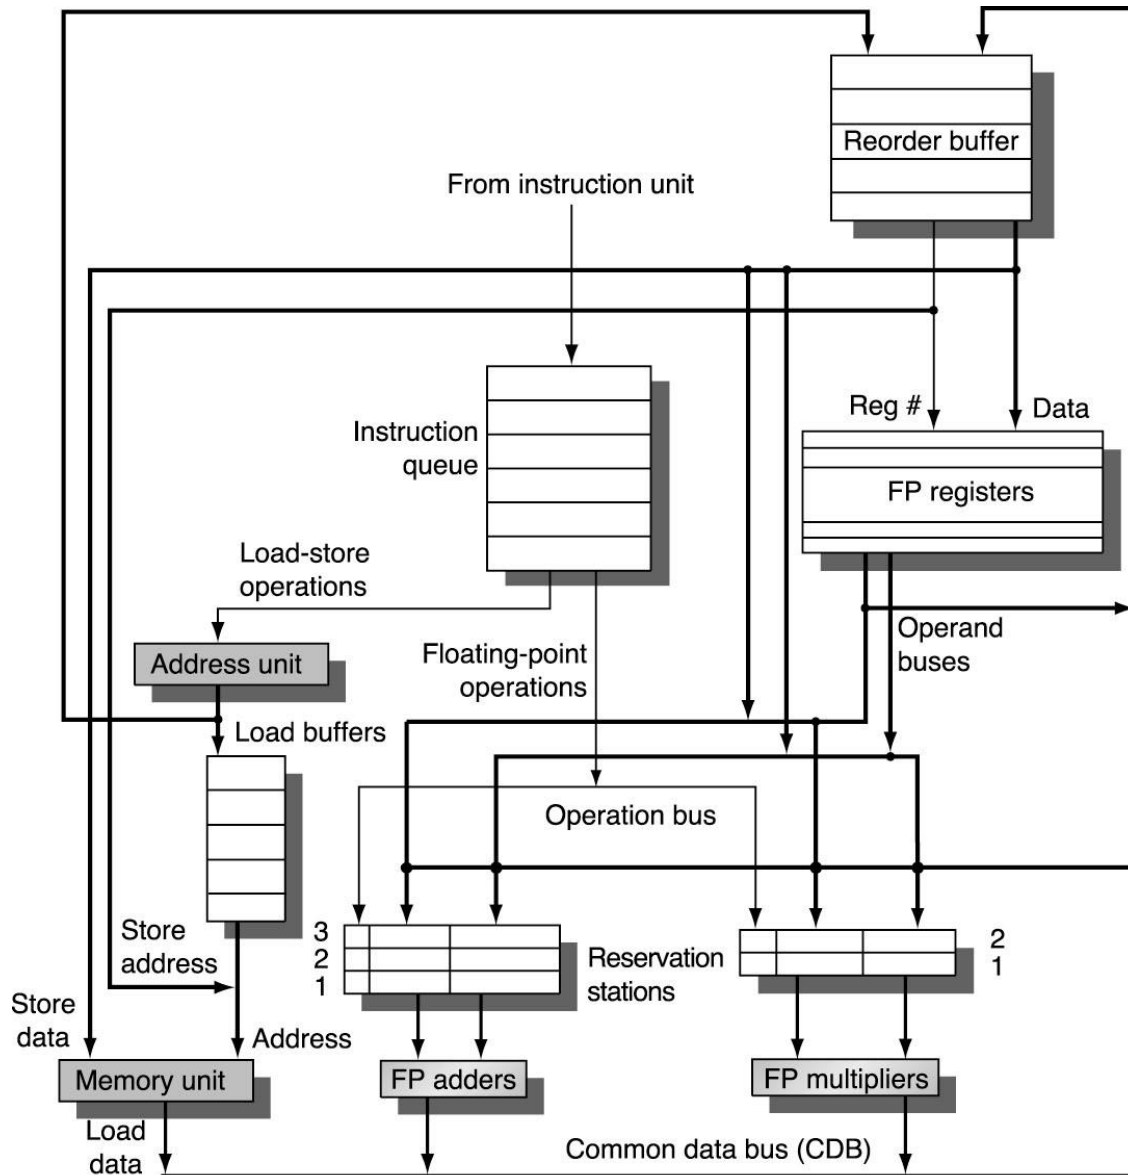 Reorder buffer
From instruction unit
Reg #
Data
Instruction
queue
FP registers
Load-store
operations
Operand
buses
Address unit
Floating-point
operations
Load buffers
Operation bus
Store
address
3
2
1
Reservation
stations
2
1
Store
data
Address
Memory unit
FP adders
FP multipliers
Load
data
Common data bus (CDB)